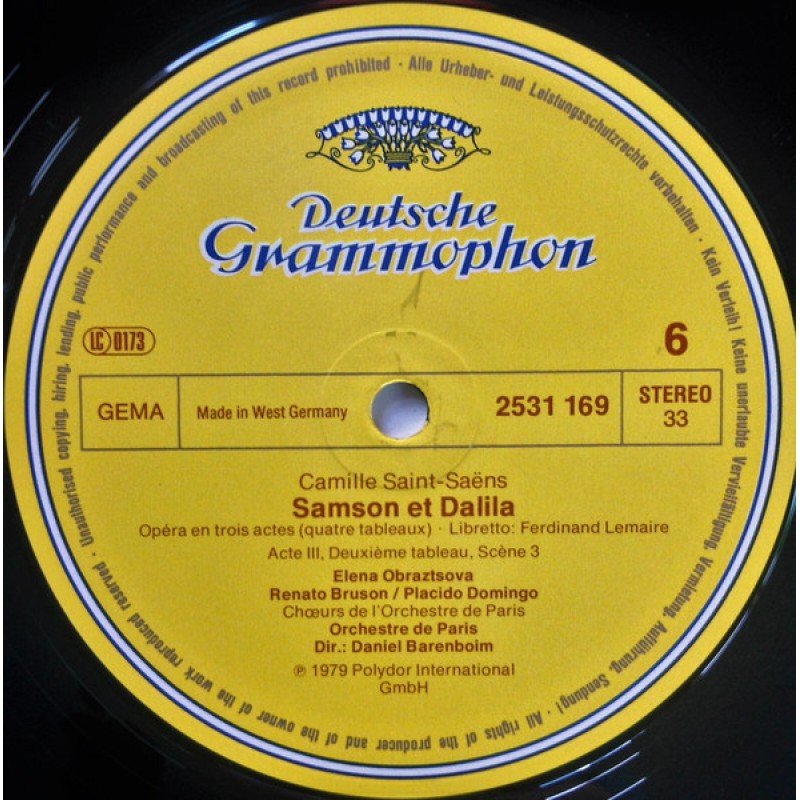 Alle Urheber- und Leistungsschutzrechte vorbehalten · Kein Verleih! Keine unerlaubte Vervielfältigung, Vermietung, Aufführung, Sendung! · All rights of the producer and of the owner of the work reproduced reserved · Unauthorised copying, hiring, lending, public performance and broadcasting of this record prohibited ·
Deutsche
Grammophon
LC 0173
6
GEMA
Made in West Germany
2531 169
STEREO
33
Camille Saint-Saëns
Samson et Dalila
Opéra en trois actes (quatre tableaux) · Libretto: Ferdinand Lemaire
Acte III, Deuxième tableau, Scène 3
Elena Obraztsova
Renato Bruson / Placido Domingo
Chœurs de l'Orchestre de Paris
Orchestre de Paris
Dir.: Daniel Barenboim
℗ 1979 Polydor International
GmbH